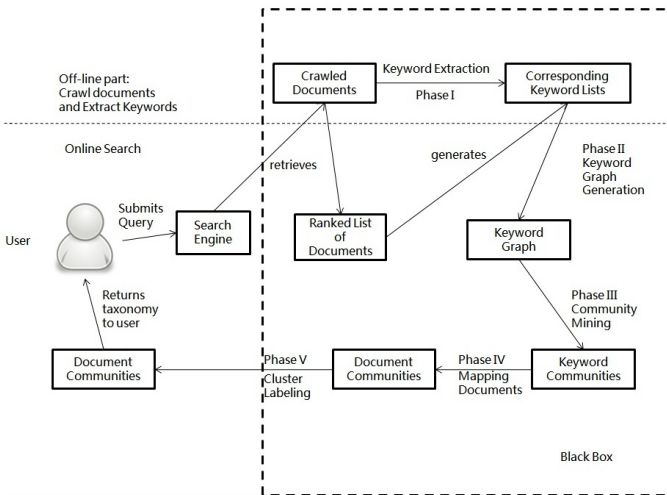 Off-line part:
Crawl documents
and Extract Keywords
Crawled
Documents
Keyword Extraction
Phase I
Corresponding
Keyword Lists
Online Search
retrieves
generates
Phase II
Keyword
Graph
Generation
User
Submits
Query
Search
Engine
Ranked List
of
Documents
Keyword
Graph
Returns
taxonomy
to user
Phase III
Community
Mining
Document
Communities
Phase V
Cluster
Labeling
Document
Communities
Phase IV
Mapping
Documents
Keyword
Communities
Black Box